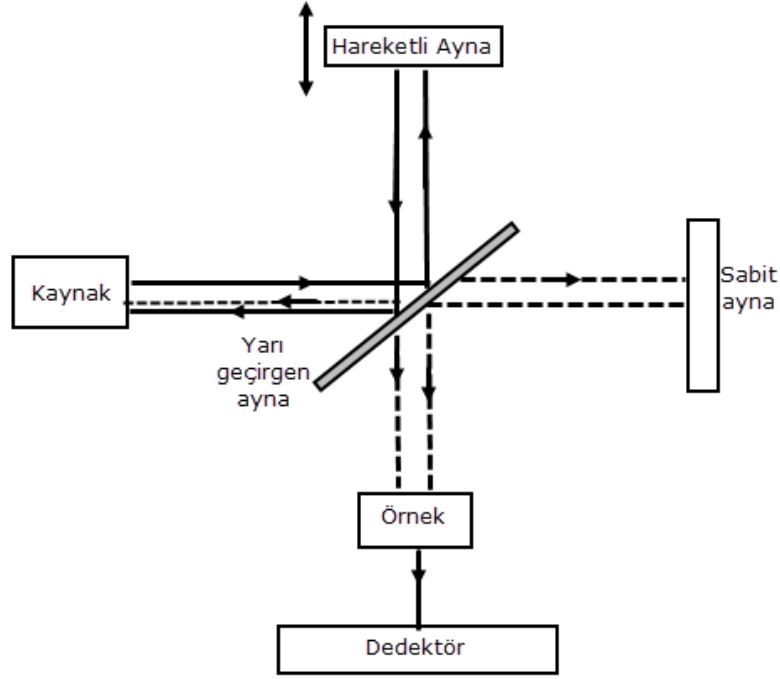 Hareketli Ayna
Kaynak
Sabit
ayna
Yarı
geçirgen
ayna
Örnek
Dedektör